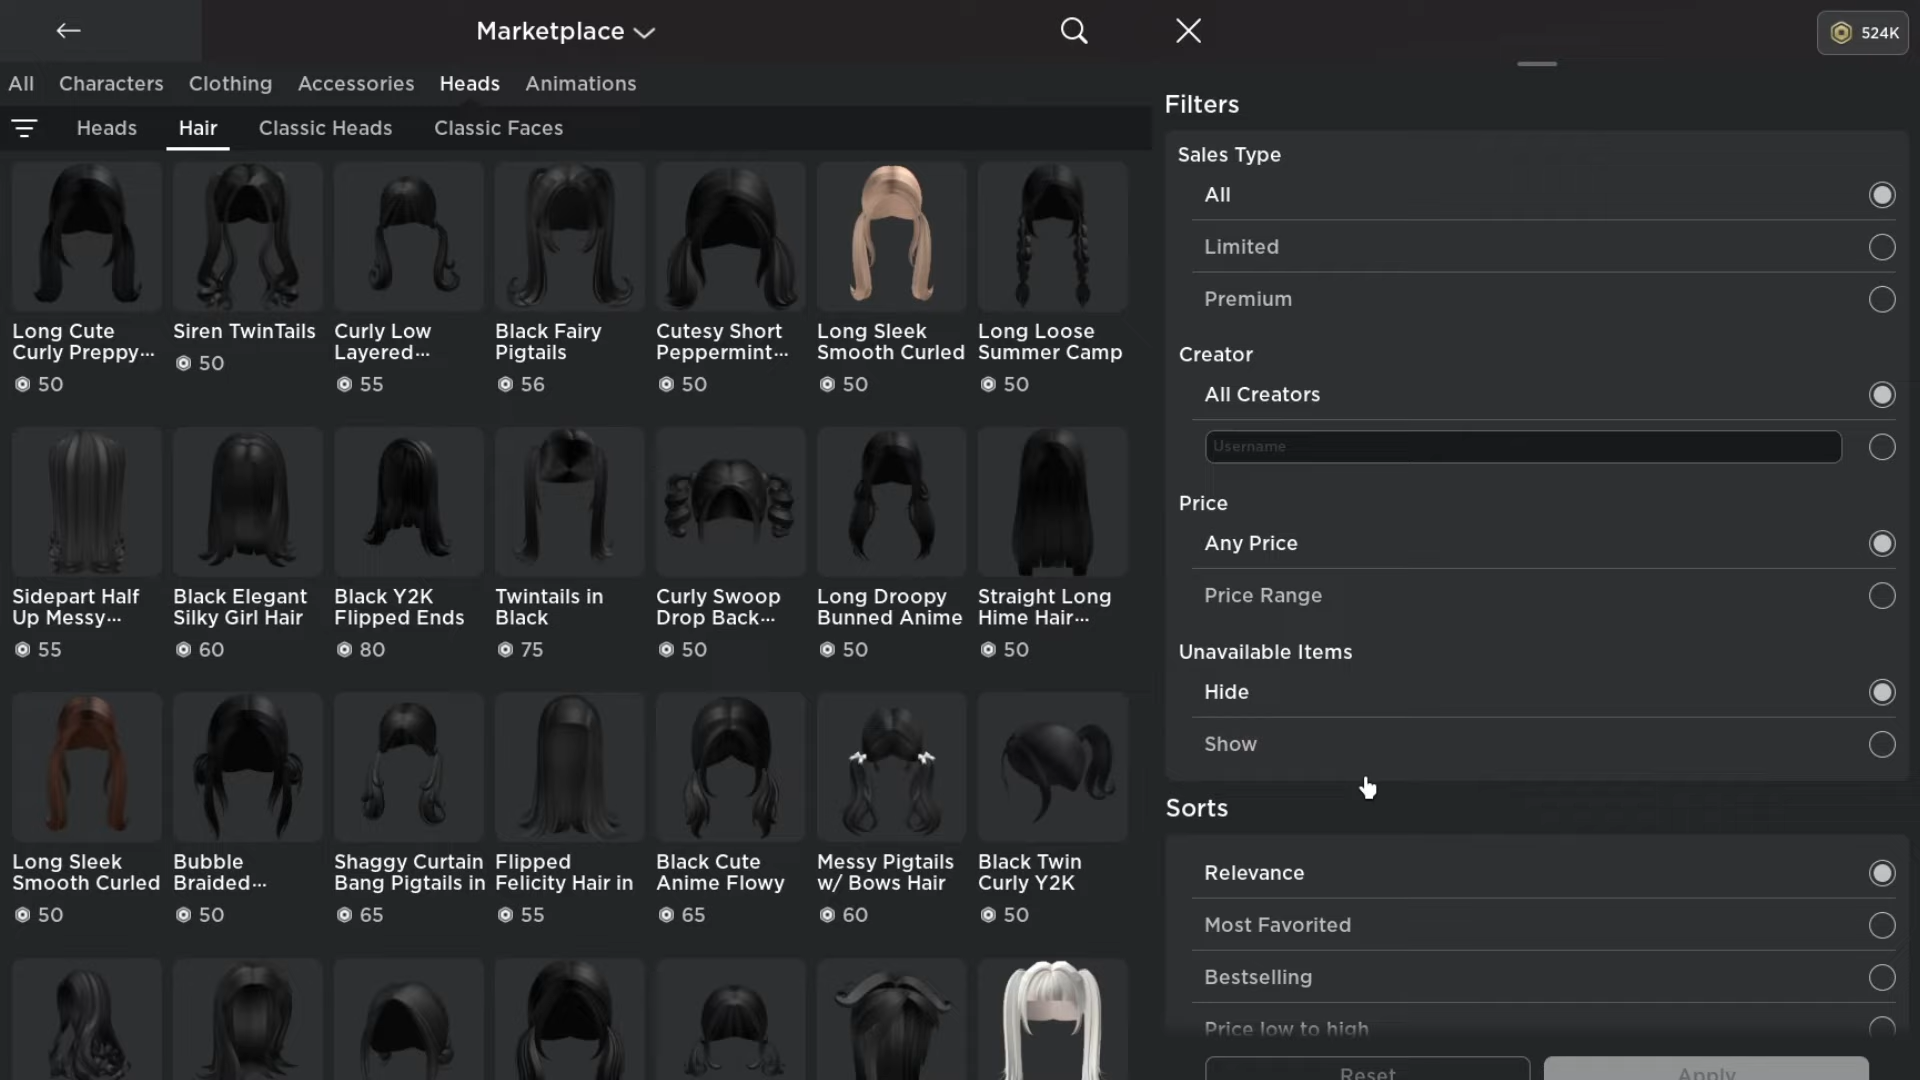 Marketplace
524K
All Characters Clothing Accessories Heads Animations
Heads Hair Classic Heads Classic Faces
Long Cute
Curly Preppy...
50
Siren TwinTails
50
Curly Low
Layered...
55
Black Fairy
Pigtails
56
Cutesy Short
Peppermint...
50
Long Sleek
Smooth Curled
50
Long Loose
Summer Camp
50
Sidepart Half
Up Messy...
55
Black Elegant
Silky Girl Hair
60
Black Y2K
Flipped Ends
80
Twintails in
Black
75
Curly Swoop
Drop Back...
50
Long Droopy
Bunned Anime
50
Straight Long
Hime Hair...
50
Long Sleek
Smooth Curled
50
Bubble
Braided...
50
Shaggy Curtain
Bang Pigtails in
65
Flipped
Felicity Hair in
55
Black Cute
Anime Flowy
65
Messy Pigtails
w/ Bows Hair
60
Black Twin
Curly Y2K
50
Filters
Sales Type
All
Limited
Premium
Creator
All Creators
Username
Price
Any Price
Price Range
Unavailable Items
Hide
Show
Sorts
Relevance
Most Favorited
Bestselling
Price low to high
Reset
Apply